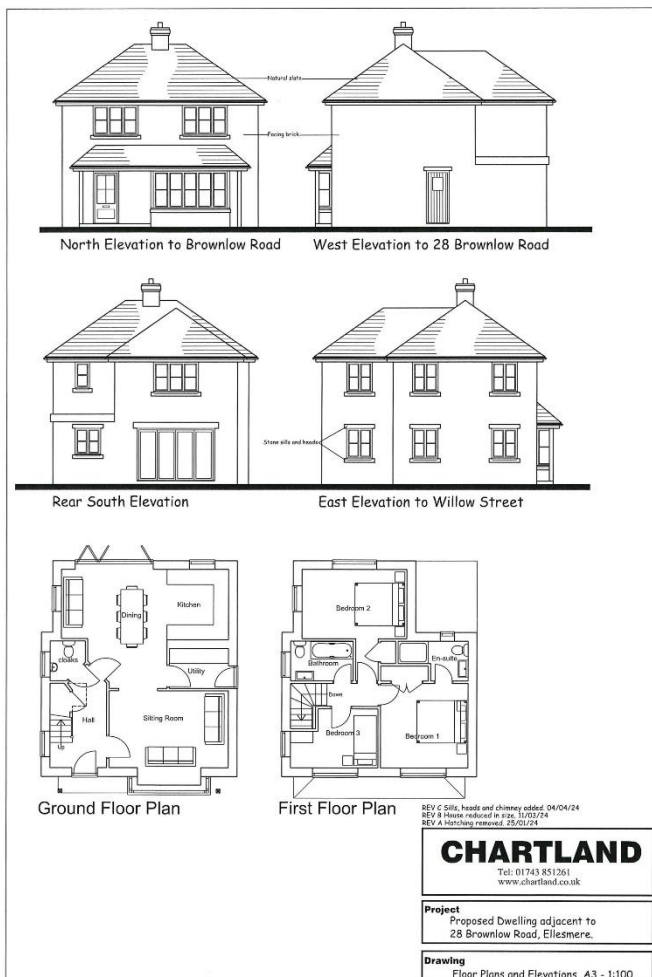 Natural slate
Facing brick
North Elevation to Brownlow Road
West Elevation to 28 Brownlow Road
Stone sills and heads
Rear South Elevation
East Elevation to Willow Street
Dining
Kitchen
cloaks
Utility
Hall
Sitting Room
up
Bedroom 2
Bathroom
En-suite
Down
Bedroom 3
Bedroom 1
Ground Floor Plan
First Floor Plan
REV C Sills, heads and chimney added. 04/04/24
REV B House reduced in size. 11/03/24
REV A Hatching removed. 25/01/24
CHARTLAND
Tel: 01743 851261
www.chartland.co.uk
Project
Proposed Dwelling adjacent to
28 Brownlow Road, Ellesmere.
Drawing
Floor Plans and Elevations A3 - 1:100